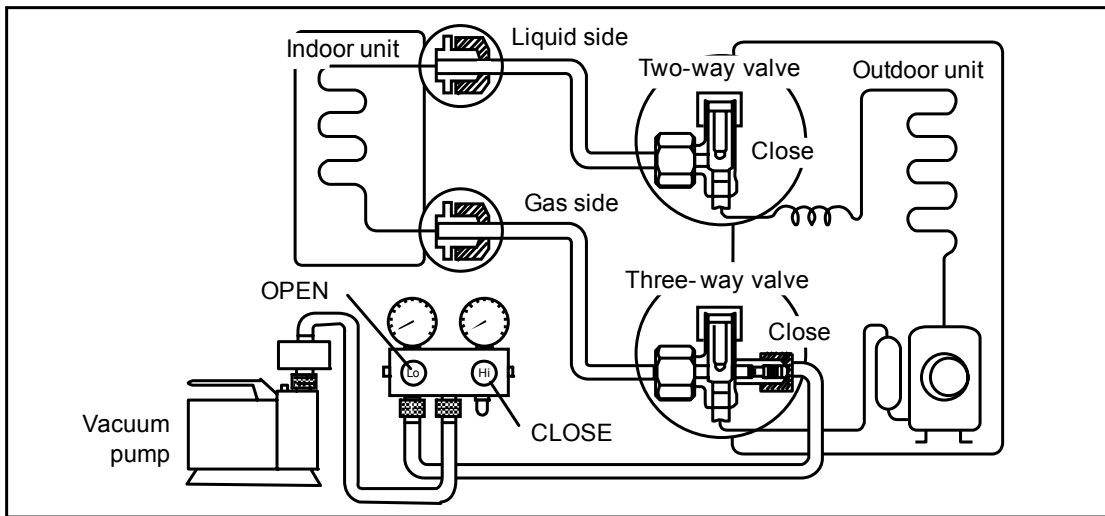 Indoor unit
Liquid side
Two-way valve
Outdoor unit
Close
Gas side
Three- way valve
OPEN
Close
Lo
Hi
Vacuum
pump
CLOSE